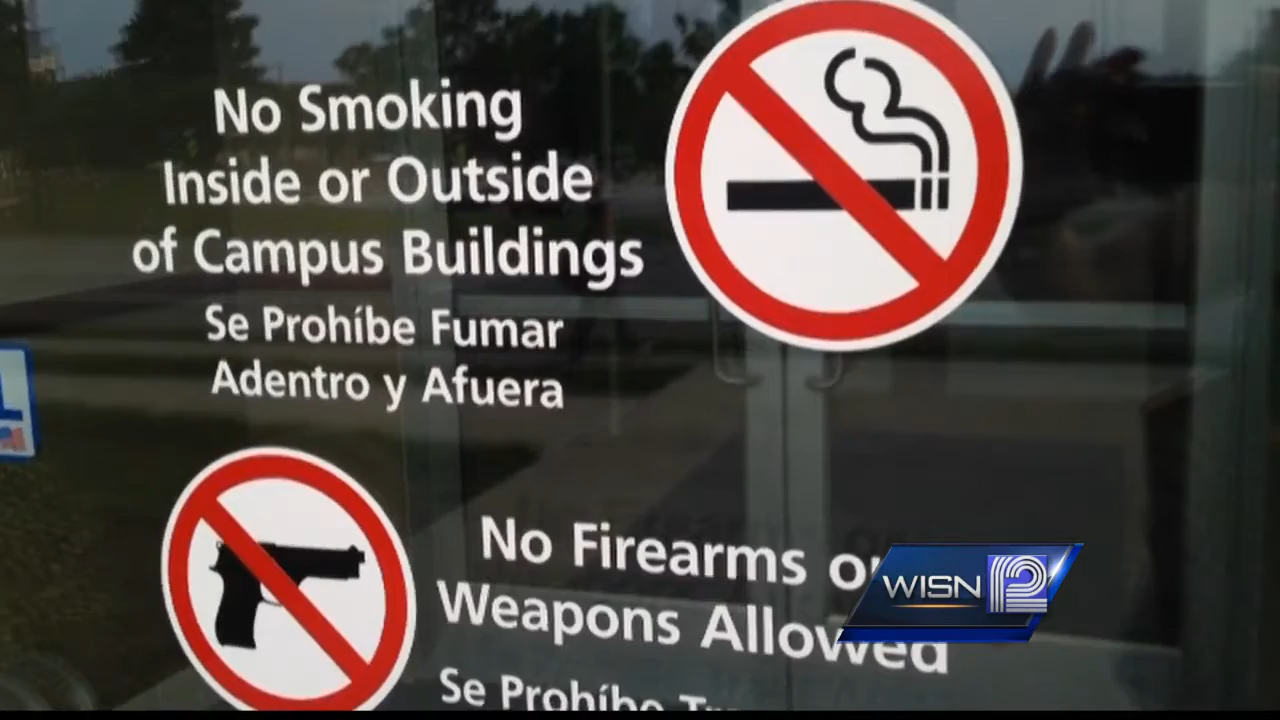 No Smoking
Inside or Outside
of Campus Buildings
Se Prohíbe Fumar
Adentro y Afuera
No Firearms or
Weapons Allowed
Se Prohíbe
WISN 12